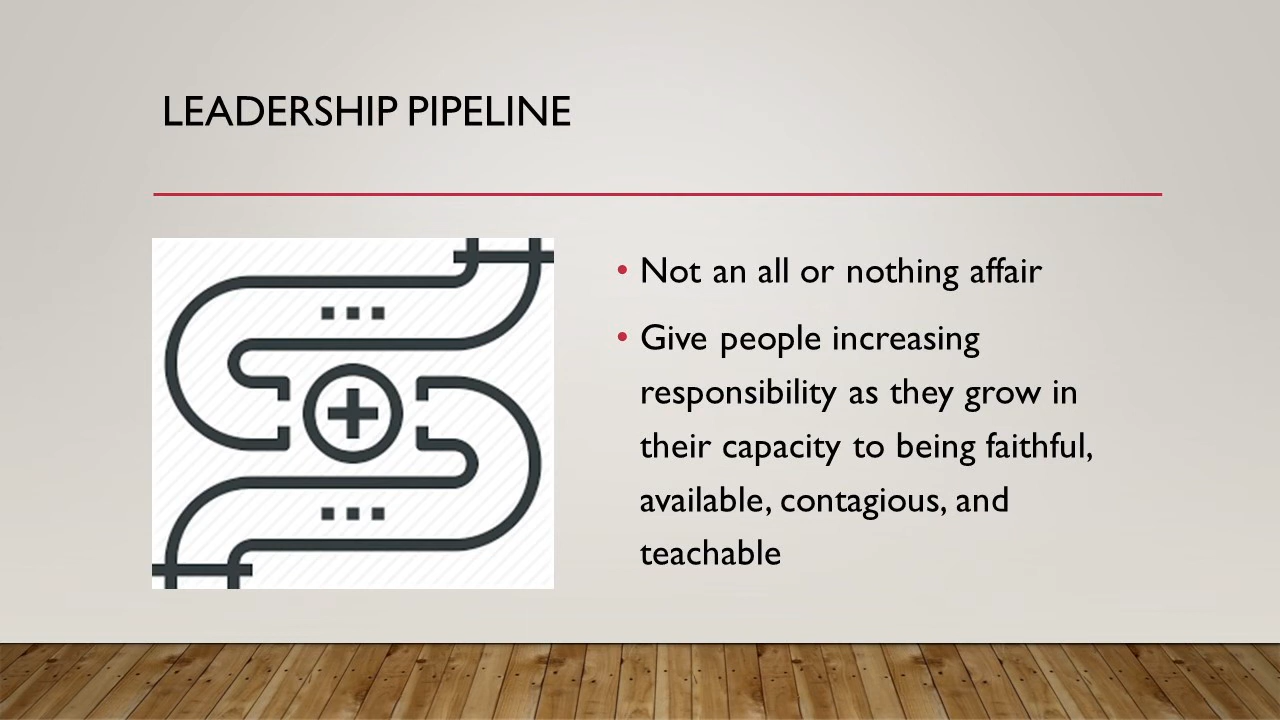 LEADERSHIP PIPELINE
• Not an all or nothing affair
• Give people increasing
responsibility as they grow in
their capacity to being faithful,
available, contagious, and
teachable